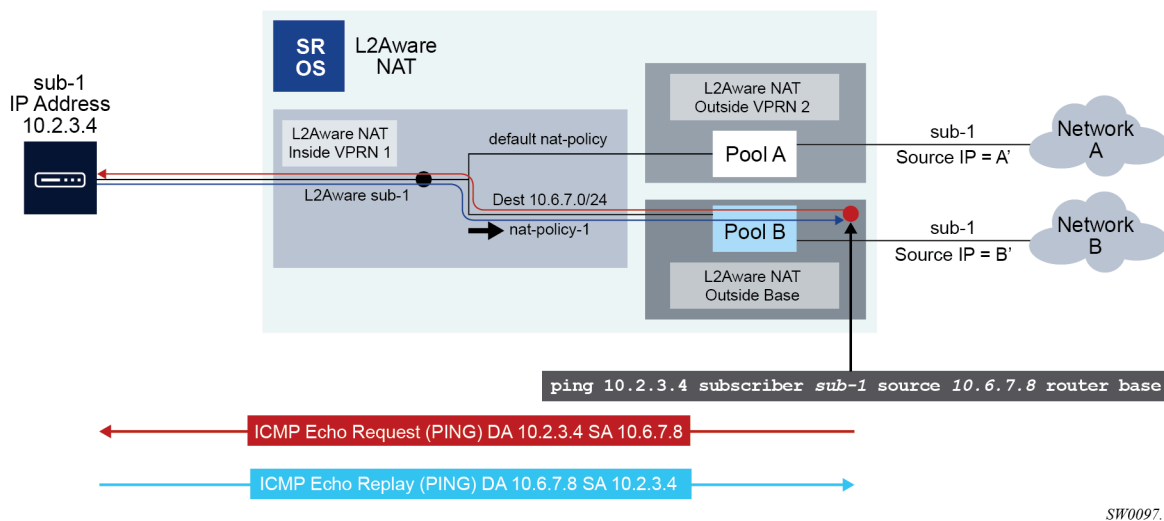 SR
OS
L2Aware
NAT
sub-1
IP Address
10.2.3.4
L2Aware NAT
Inside VPRN 1
L2Aware sub-1
default nat-policy
Dest 10.6.7.0/24
nat-policy-1
L2Aware NAT
Outside VPRN 2
Pool A
sub-1
Source IP = A’
Network
A
Pool B
L2Aware NAT
Outside Base
sub-1
Source IP = B’
Network
B
ping 10.2.3.4 subscriber sub-1 source 10.6.7.8 router base
ICMP Echo Request (PING) DA 10.2.3.4 SA 10.6.7.8
ICMP Echo Replay (PING) DA 10.6.7.8 SA 10.2.3.4
SW0097.